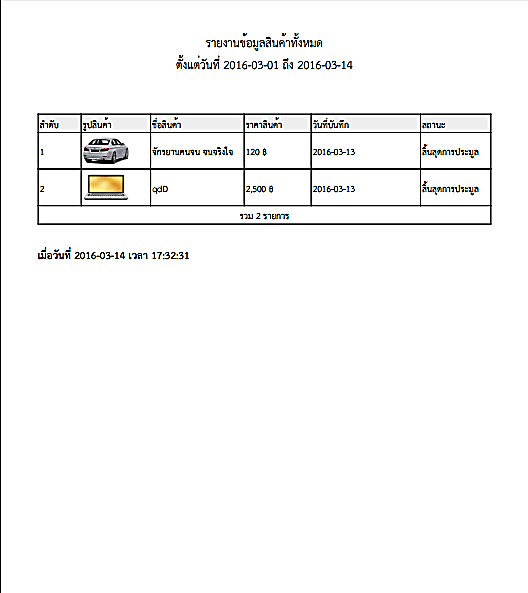 รายงานข้อมูลสินค้าทั้งหมด
ตั้งแต่วันที่ 2016-03-01 ถึง 2016-03-14
ลำดับ รูปสินค้า ชื่อสินค้า ราคาสินค้า วันที่บันทึก สถานะ
1 จักรยานคนจน จนจริงใจ 120 ฿ 2016-03-13 สิ้นสุดการประมูล
2 qdD 2,500 ฿ 2016-03-13 สิ้นสุดการประมูล
รวม 2 รายการ
เมื่อวันที่ 2016-03-14 เวลา 17:32:31